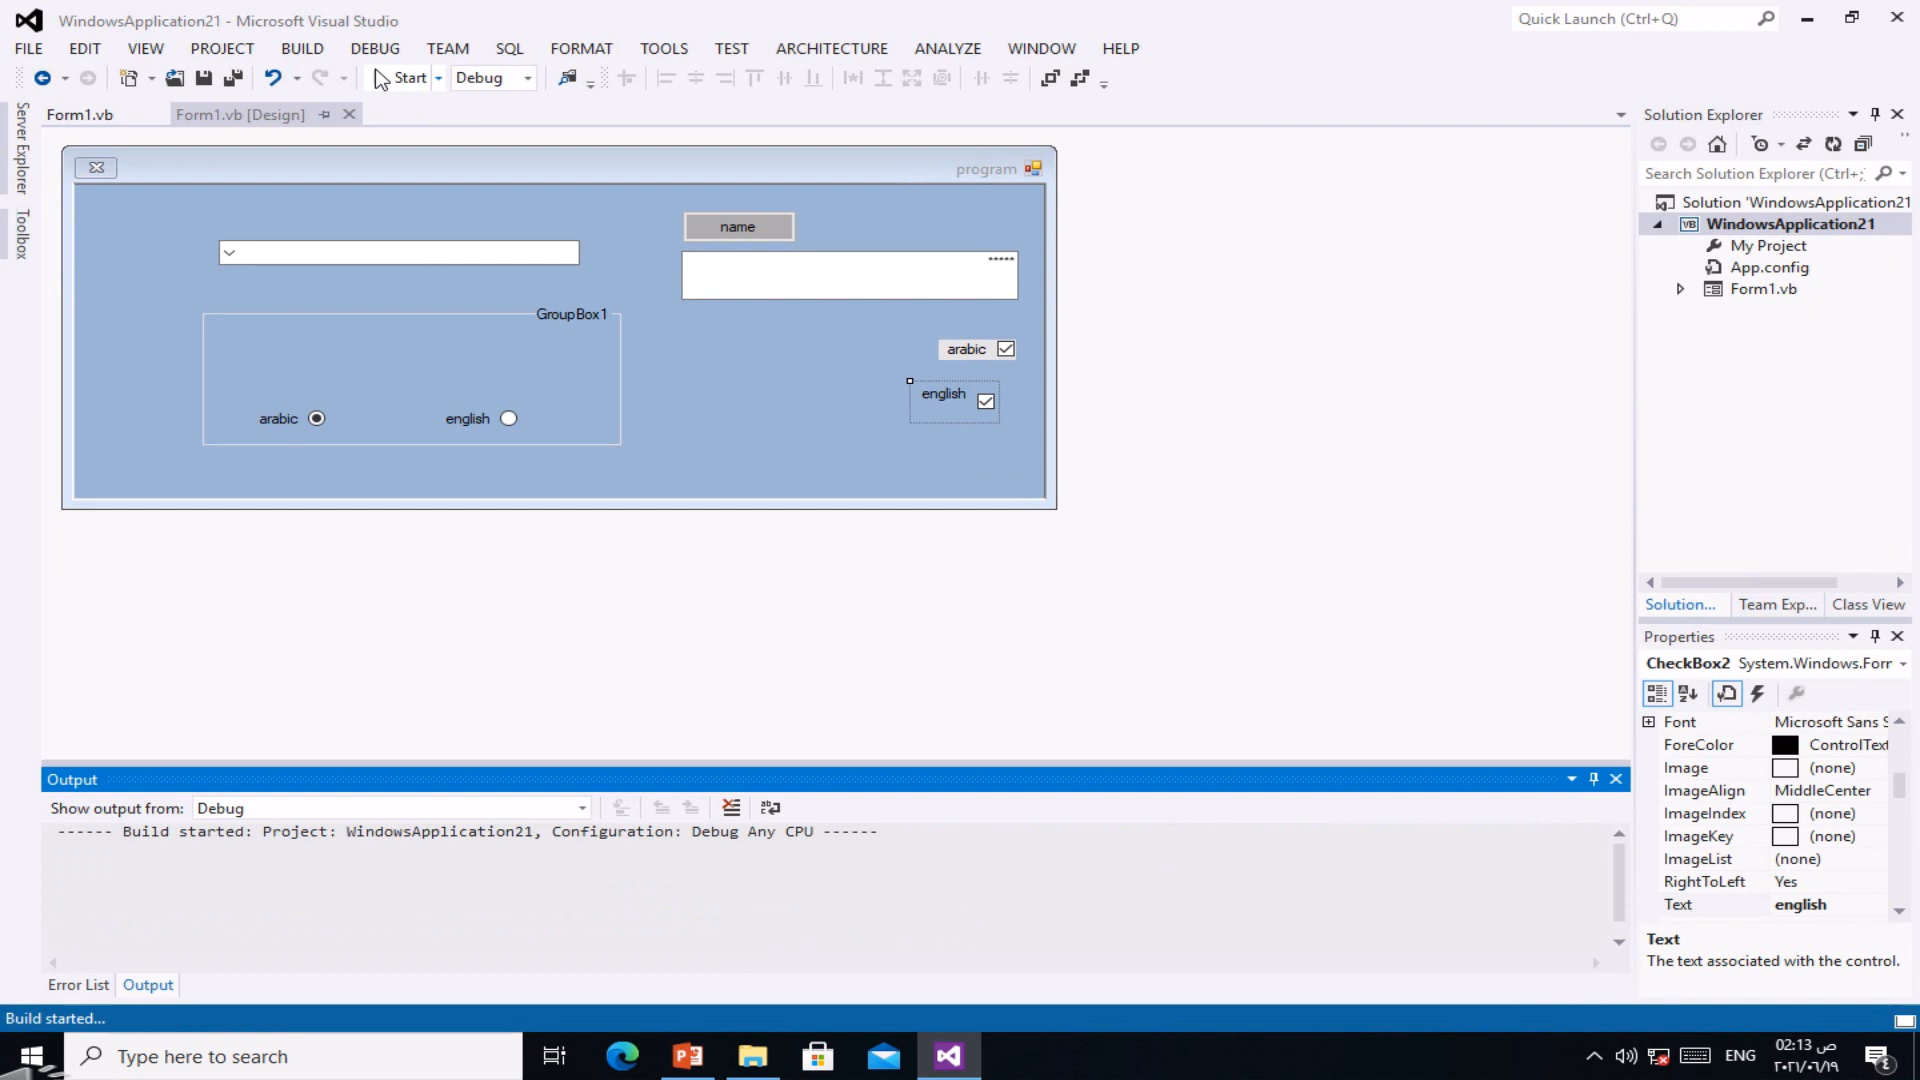 WindowsApplication21 - Microsoft Visual Studio
Quick Launch (Ctrl+Q)
FILE EDIT VIEW PROJECT BUILD DEBUG TEAM SQL FORMAT TOOLS TEST ARCHITECTURE ANALYZE WINDOW HELP
Start Debug
Server Explorer
Toolbox
Form1.vb Form1.vb [Design]
program
name
*****
GroupBox1
arabic
english
arabic english
Solution Explorer
Search Solution Explorer (Ctrl+;
Solution 'WindowsApplication21
WindowsApplication21
My Project
App.config
Form1.vb
Solution... Team Exp... Class View
Properties
CheckBox2 System.Windows.Forr
Font Microsoft Sans S
ForeColor ControlText
Image (none)
ImageAlign MiddleCenter
ImageIndex (none)
ImageKey (none)
ImageList (none)
RightToLeft Yes
Text english
Text
The text associated with the control.
Output
Show output from: Debug
------ Build started: Project: WindowsApplication21, Configuration: Debug Any CPU ------
Error List Output
Build started...
Type here to search
ENG
02:13 ص
٢٠٢١/٠٦/١٩
٤